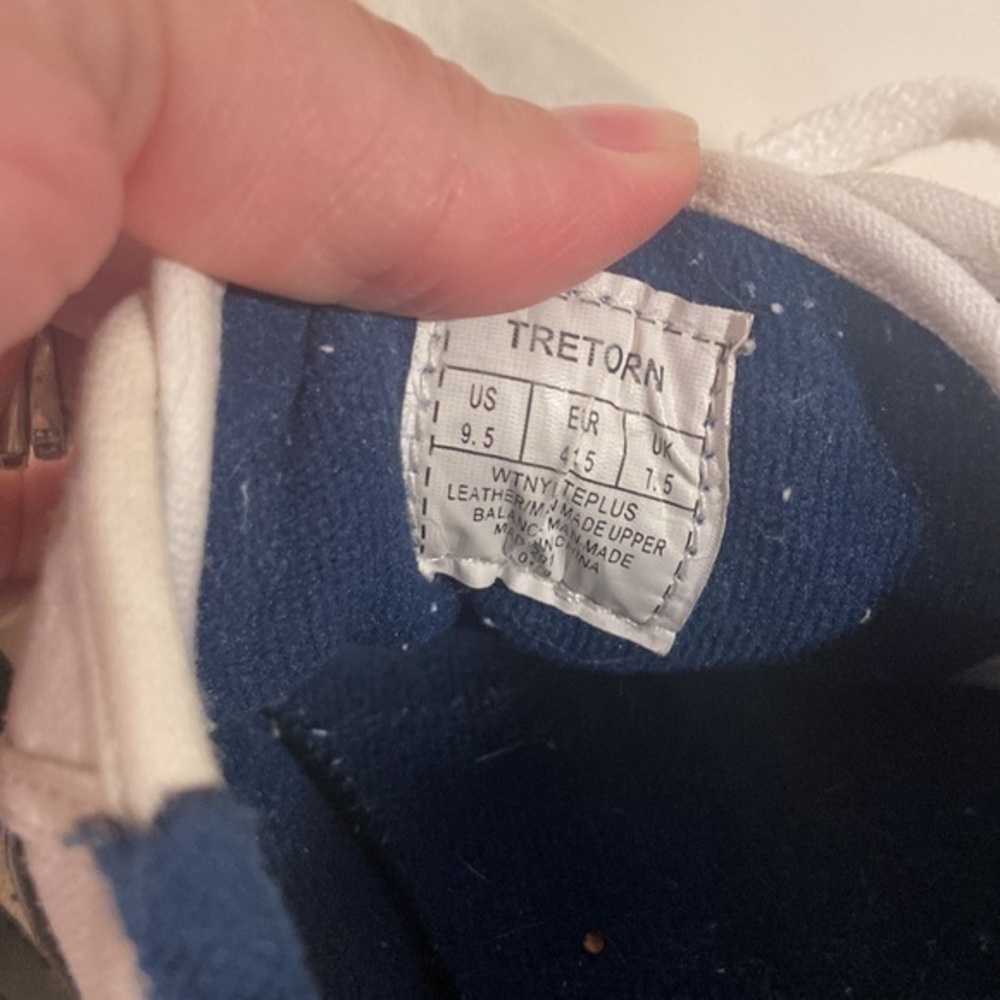 TRETORN
US EUR UK
9.5 41.5 7.5
LEATHER/MAN MADE UPPER
BALANCE MAN MADE
MADE IN CHINA